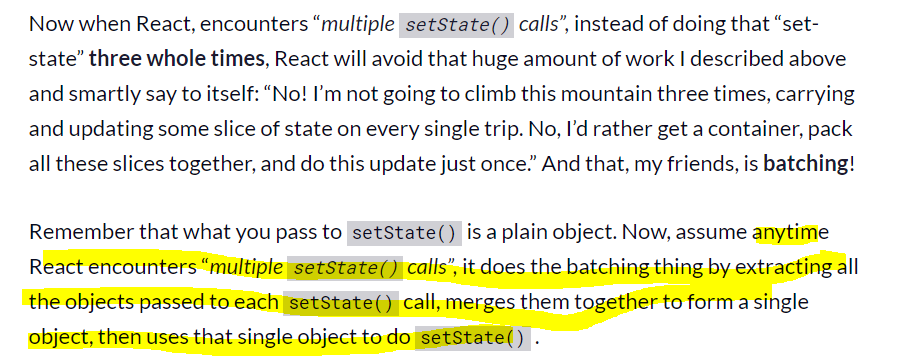 Now when React, encounters “multiple setState() calls”, instead of doing that “set-
state” three whole times, React will avoid that huge amount of work I described above
and smartly say to itself: “No! I’m not going to climb this mountain three times, carrying
and updating some slice of state on every single trip. No, I’d rather get a container, pack
all these slices together, and do this update just once.” And that, my friends, is batching!
Remember that what you pass to setState() is a plain object. Now, assume anytime
React encounters “multiple setState() calls”, it does the batching thing by extracting all
the objects passed to each setState() call, merges them together to form a single
object, then uses that single object to do setState() .